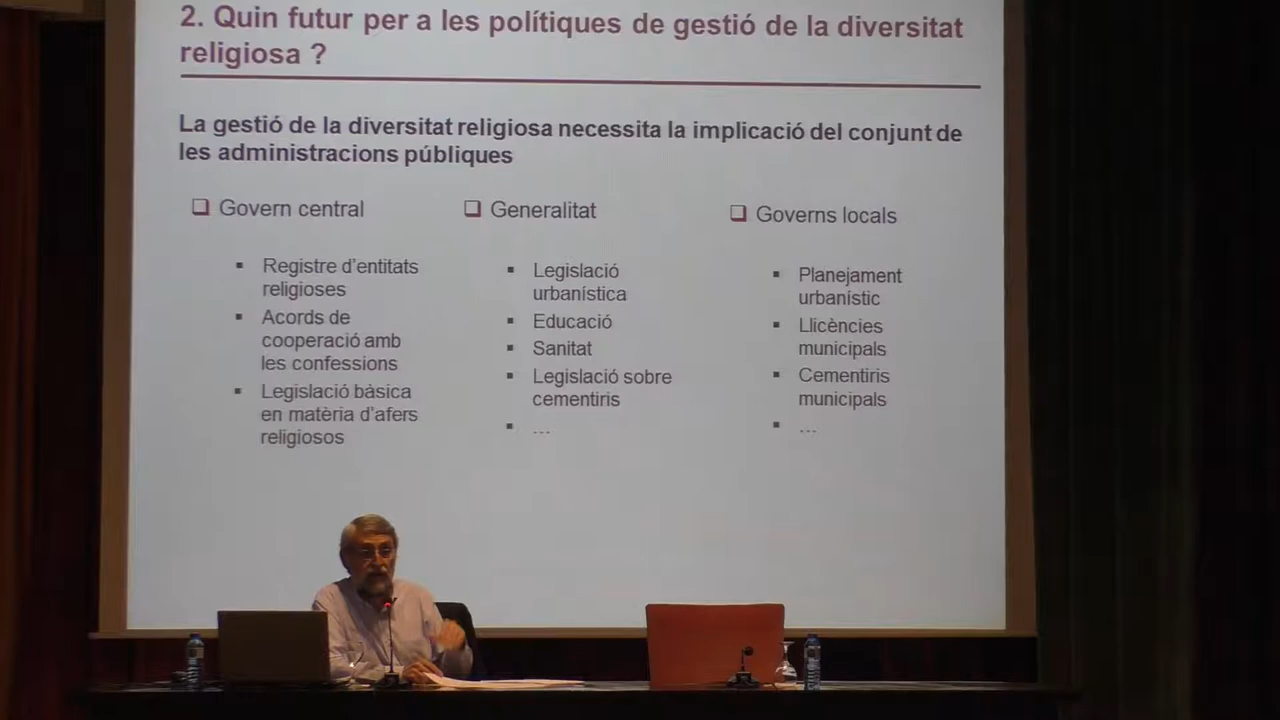 2. Quin futur per a les polítiques de gestió de la diversitat
religiosa ?
La gestió de la diversitat religiosa necessita la implicació del conjunt de
les administracions públiques
Govern central
Registre d'entitats
religioses
Acords de
cooperació amb
les confessions
Legislació bàsica
en matèria d'afers
religiosos
Generalitat
Legislació
urbanística
Educació
Sanitat
Legislació sobre
cementiris
...
Governs locals
Planejament
urbanístic
Llicències
municipals
Cementiris
municipals
...